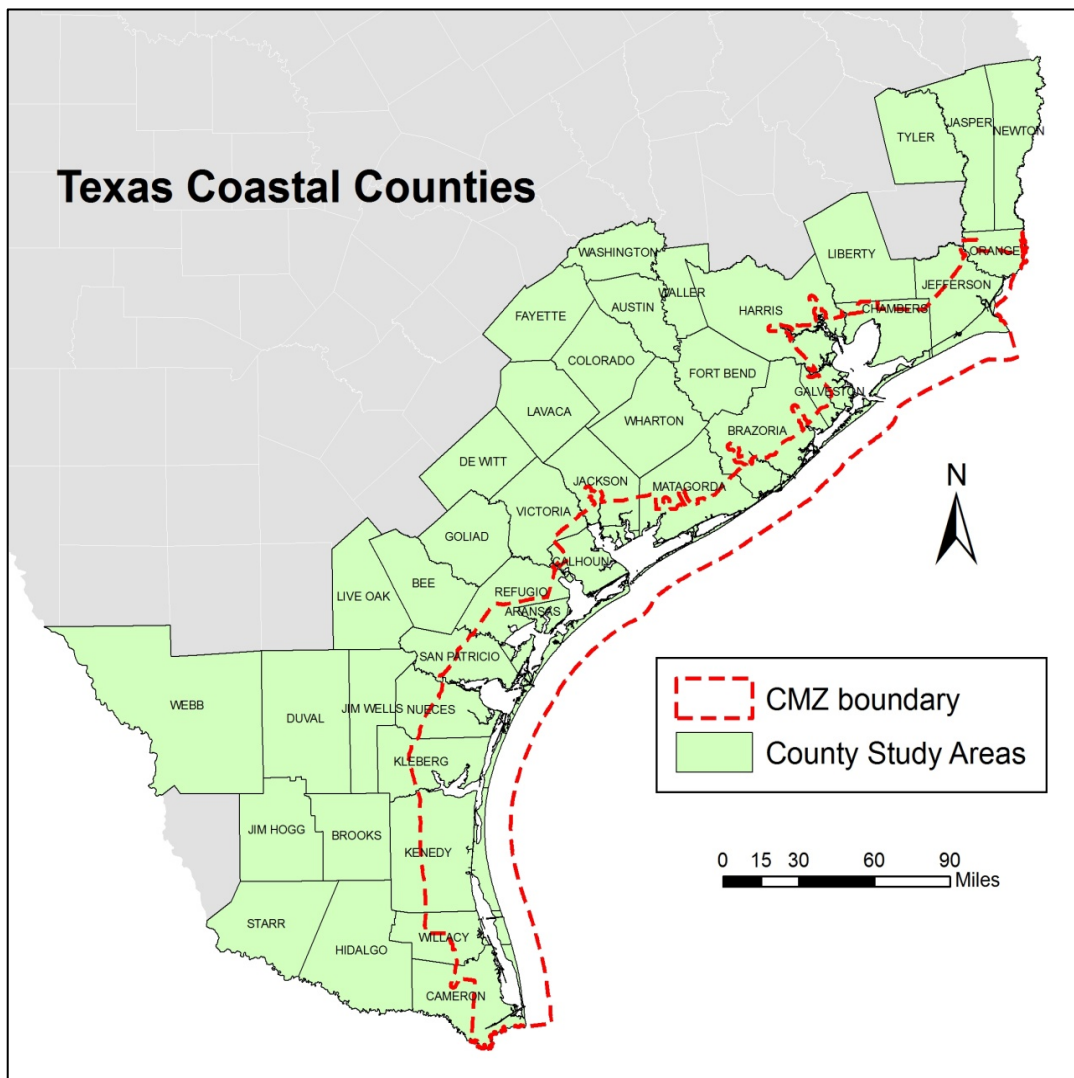 Texas Coastal Counties
TYLER
JASPER
NEWTON
ORANGE
LIBERTY
JEFFERSON
CHAMBERS
WASHINGTON
WALLER
HARRIS
AUSTIN
FAYETTE
COLORADO
FORT BEND
GALVESTON
LAVACA
WHARTON
BRAZORIA
DE WITT
JACKSON
MATAGORDA
VICTORIA
GOLIAD
CALHOUN
BEE
LIVE OAK
REFUGIO
ARANSAS
SAN PATRICIO
WEBB
DUVAL
JIM WELLS
NUECES
KLEBERG
JIM HOGG
BROOKS
KENEDY
STARR
HIDALGO
WILLACY
CAMERON
N
CMZ boundary
County Study Areas
0 15 30 60 90
Miles